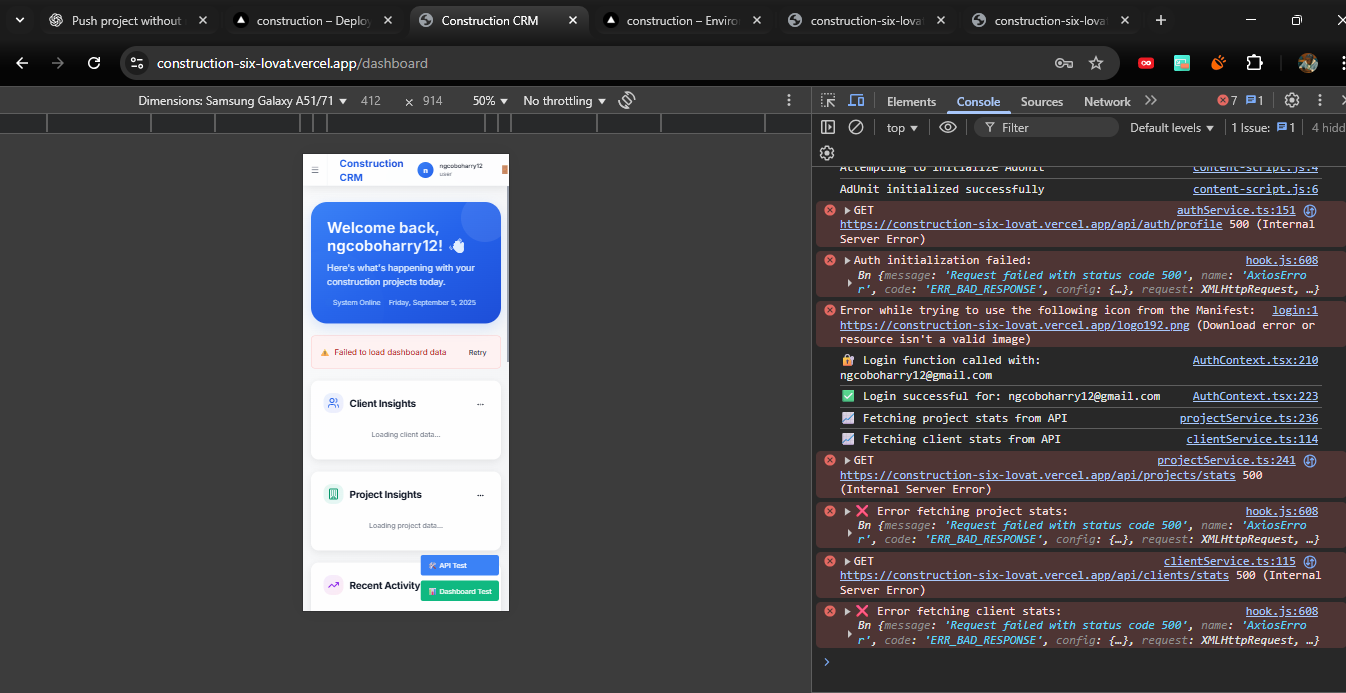 Push project without
construction – Deplo
Construction CRM
construction – Enviro
construction-six-lova
construction-six-lova
construction-six-lovat.vercel.app/dashboard
Dimensions: Samsung Galaxy A51/71
412
×
914
50%
No throttling
Construction
CRM
n
ngcoboharry12
user
Welcome back,
ngcoboharry12! 👋
Here's what's happening with your
construction projects today.
System Online Friday, September 5, 2025
⚠️ Failed to load dashboard data Retry
Client Insights ...
Loading client data...
Project Insights ...
Loading project data...
Recent Activity
API Test
Dashboard Test
Elements
Console
Sources
Network
7
1
top
Filter
Default levels
1 Issue: 1
4 hidd
Attempting to initialize AdUnit content-script.js:4
AdUnit initialized successfully content-script.js:6
GET authService.ts:151
https://construction-six-lovat.vercel.app/api/auth/profile 500 (Internal
Server Error)
Auth initialization failed: hook.js:608
Bn {message: 'Request failed with status code 500', name: 'AxiosErro
r', code: 'ERR_BAD_RESPONSE', config: {…}, request: XMLHttpRequest, …}
Error while trying to use the following icon from the Manifest: login:1
https://construction-six-lovat.vercel.app/logo192.png (Download error or
resource isn't a valid image)
🔐 Login function called with: AuthContext.tsx:210
ngcoboharry12@gmail.com
✅ Login successful for: ngcoboharry12@gmail.com AuthContext.tsx:223
📈 Fetching project stats from API projectService.ts:236
📈 Fetching client stats from API clientService.ts:114
GET projectService.ts:241
https://construction-six-lovat.vercel.app/api/projects/stats 500
(Internal Server Error)
❌ Error fetching project stats: hook.js:608
Bn {message: 'Request failed with status code 500', name: 'AxiosErro
r', code: 'ERR_BAD_RESPONSE', config: {…}, request: XMLHttpRequest, …}
GET clientService.ts:115
https://construction-six-lovat.vercel.app/api/clients/stats 500 (Internal
Server Error)
❌ Error fetching client stats: hook.js:608
Bn {message: 'Request failed with status code 500', name: 'AxiosErro
r', code: 'ERR_BAD_RESPONSE', config: {…}, request: XMLHttpRequest, …}